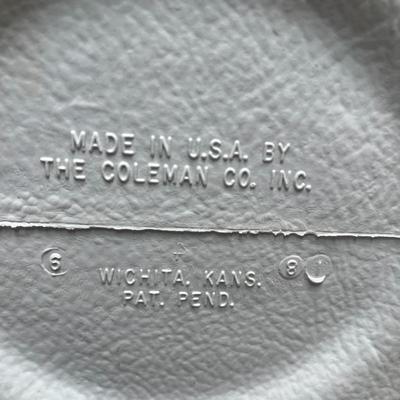 MADE IN U.S.A. BY
THE COLEMAN CO. INC.
6 WICHITA, KANS. 8
PAT. PEND.